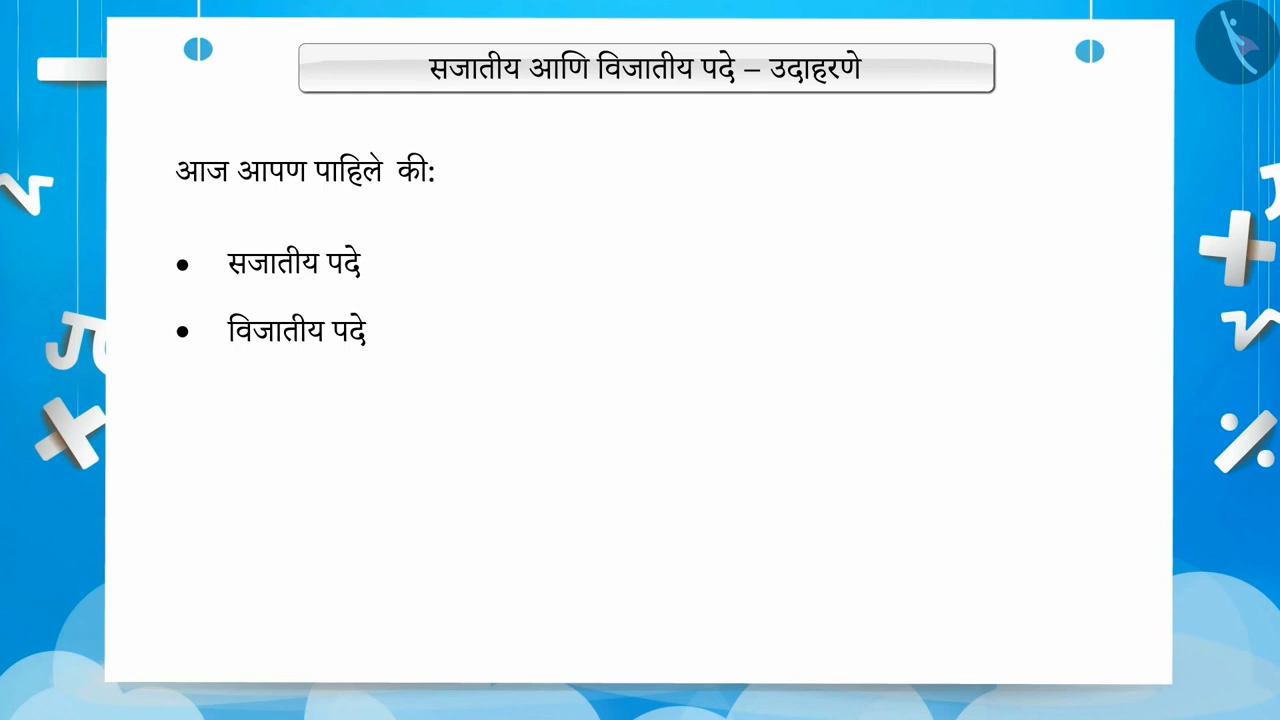 सजातीय आणि विजातीय पदे – उदाहरणे
आज आपण पाहिले की:
• सजातीय पदे
• विजातीय पदे